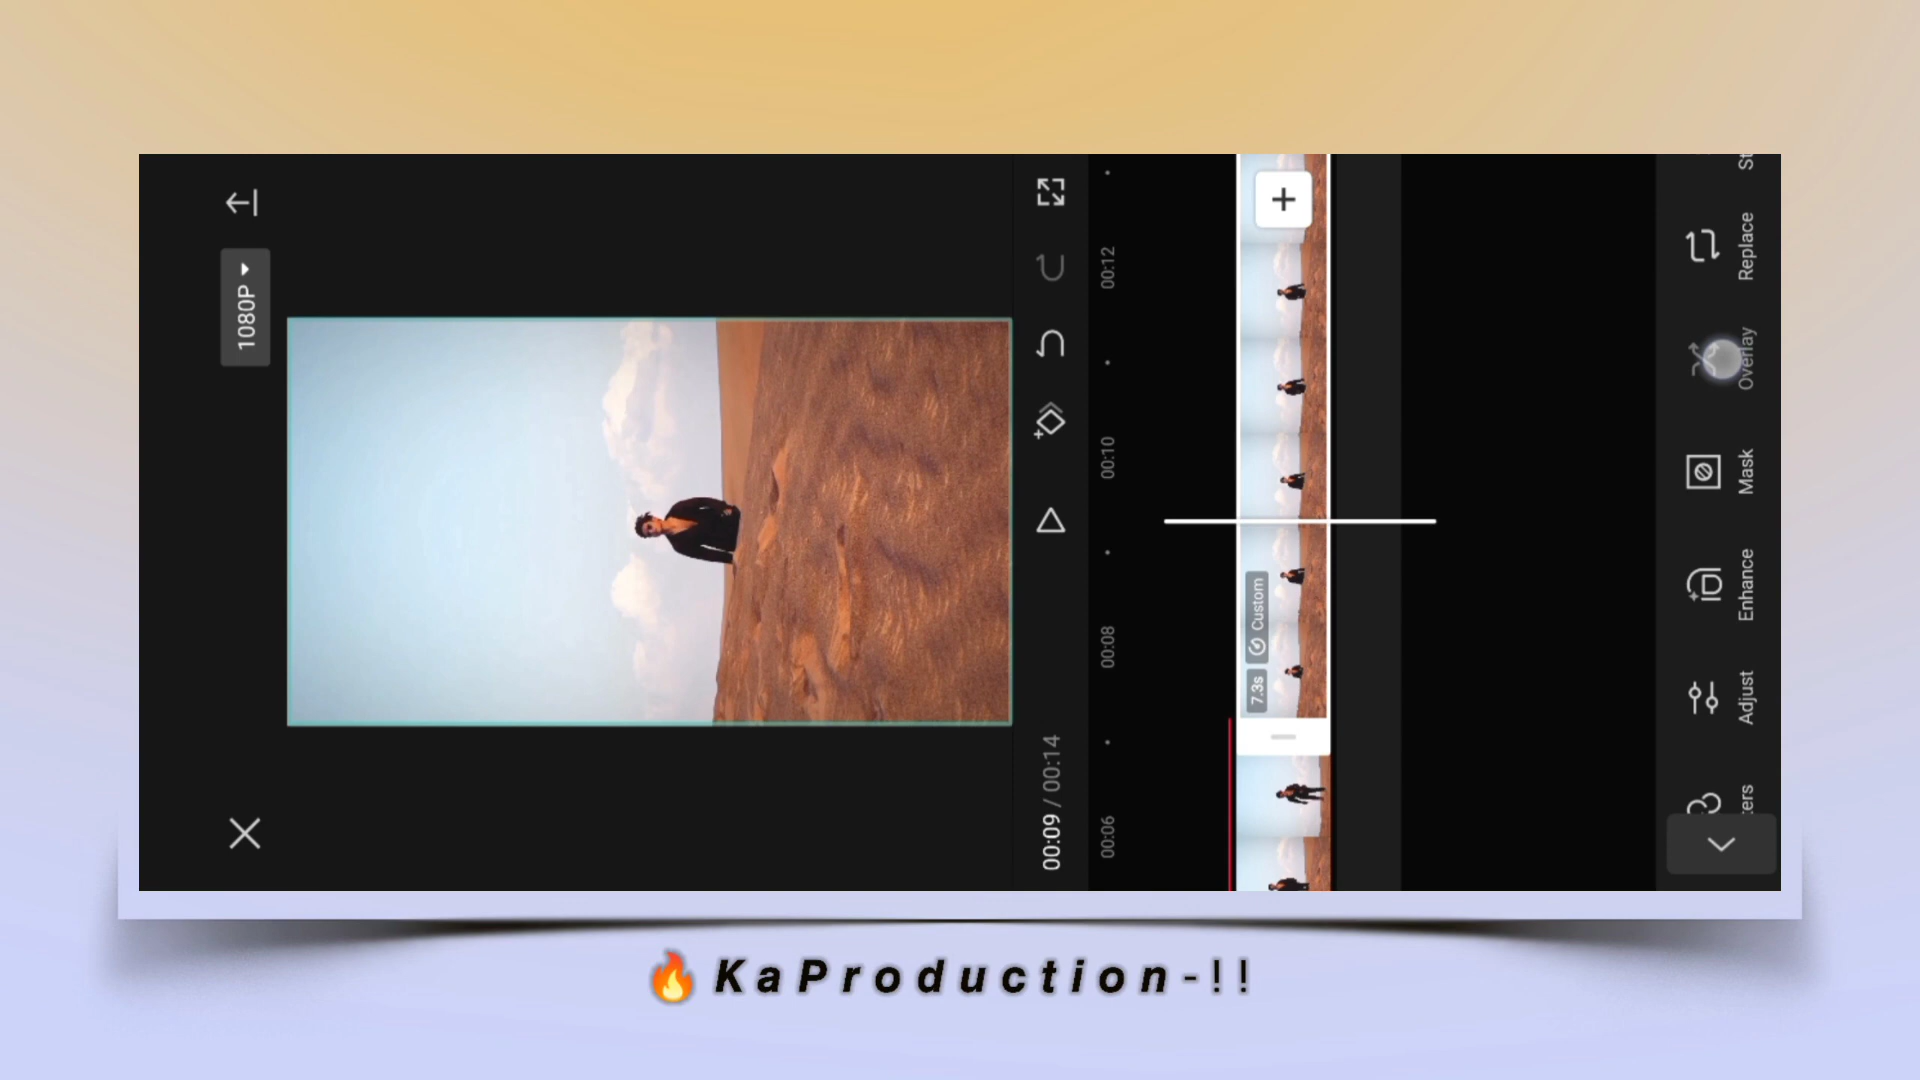 1080P
00:09 / 00:14
00:06
00:08
00:10
00:12
7.3s
Custom
Adjust
Enhance
Mask
Overlay
Replace
🔥 KaProduction-!!